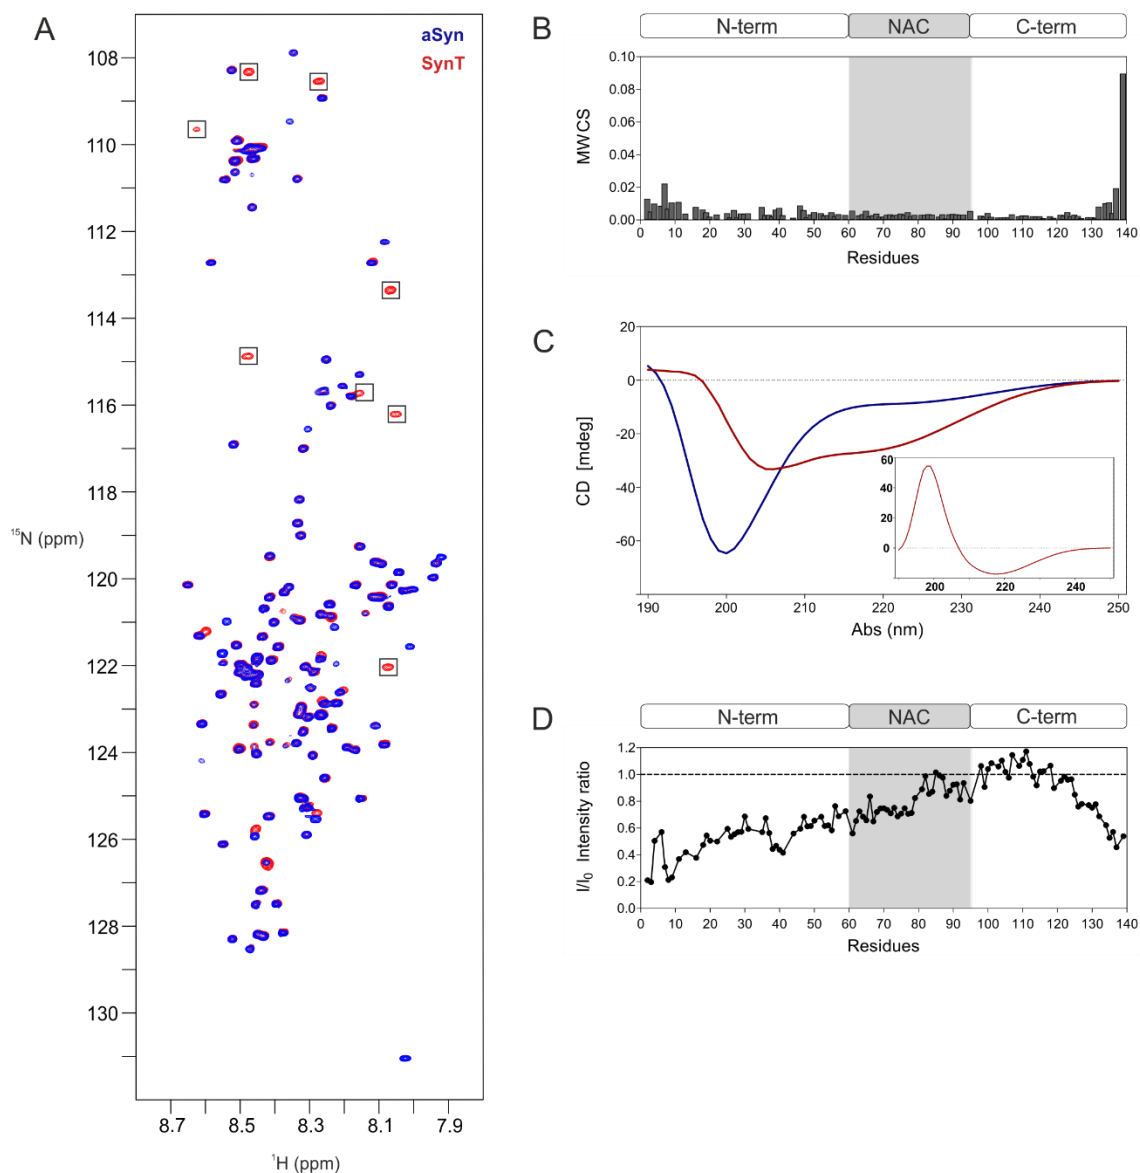 A
aSyn
SynT
108
110
112
114
116
118
120
122
124
126
128
130
¹⁵N (ppm)
8.7 8.5 8.3 8.1 7.9
¹H (ppm)
B
N-term NAC C-term
0.10
0.08
0.06
0.04
0.02
0.00
MWCS
0 10 20 30 40 50 60 70 80 90 100 110 120 130 140
Residues
C
20
0
-20
-40
-60
CD [mdeg]
190 200 210 220 230 240 250
Abs (nm)
60
40
20
0
200 220 240
D
N-term NAC C-term
1.2
1.0
0.8
0.6
0.4
0.2
0.0
I/I₀ Intensity ratio
0 10 20 30 40 50 60 70 80 90 100 110 120 130 140
Residues